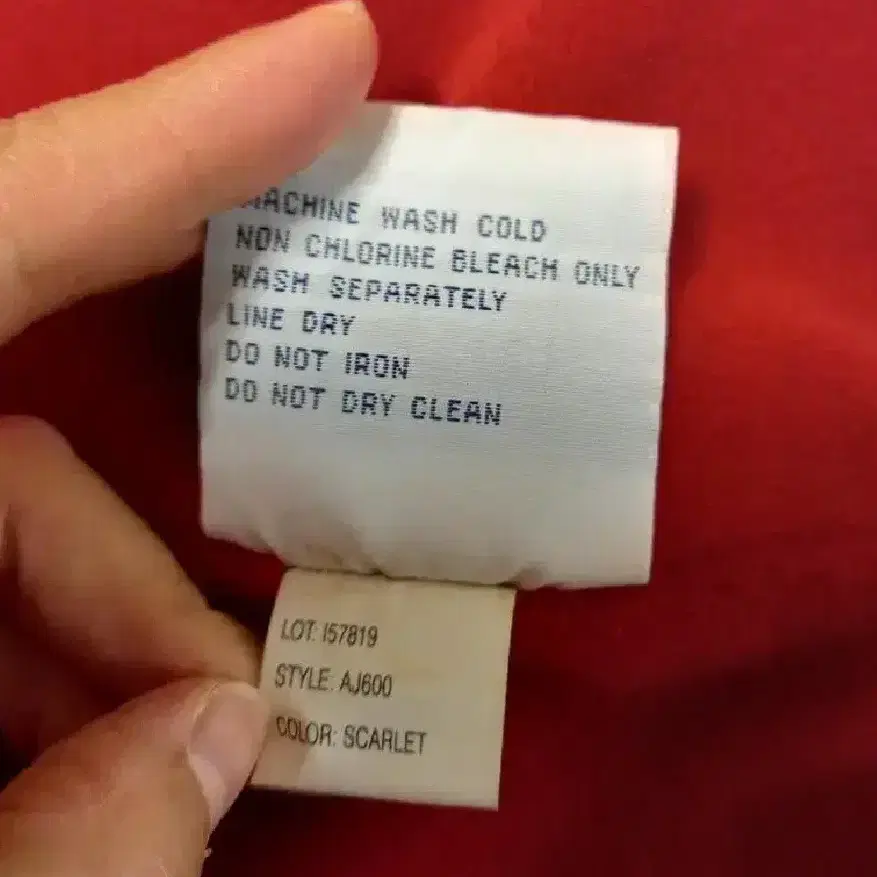 MACHINE WASH COLD
NON CHLORINE BLEACH ONLY
WASH SEPARATELY
LINE DRY
DO NOT IRON
DO NOT DRY CLEAN
LOT: I57819
STYLE: AJ600
COLOR: SCARLET